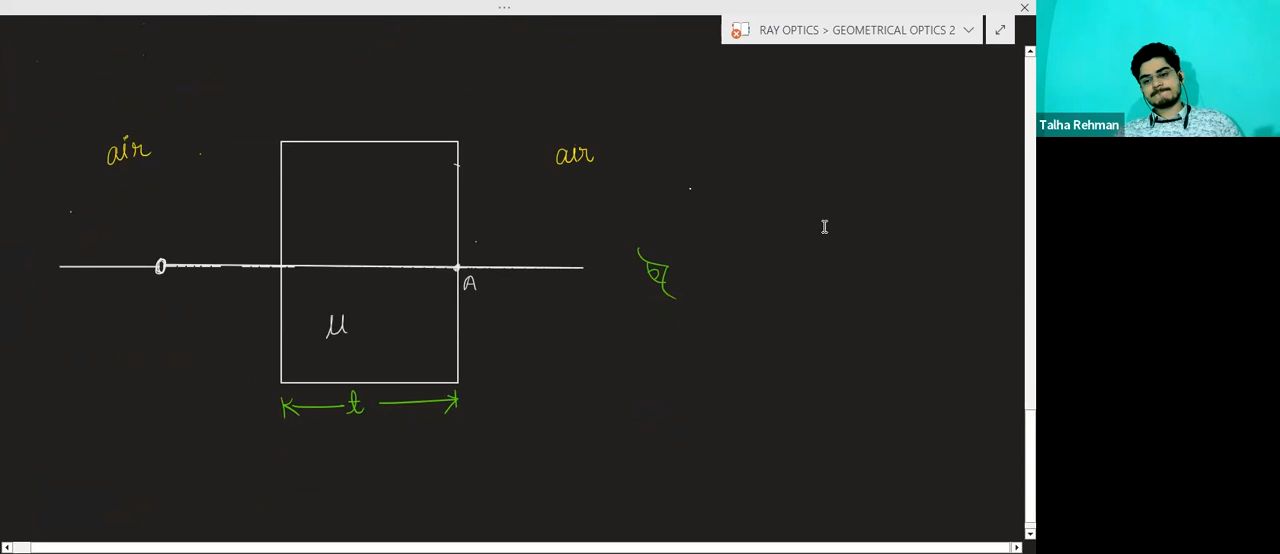 RAY OPTICS > GEOMETRICAL OPTICS 2
Talha Rehman
air
air
O
A
μ
t